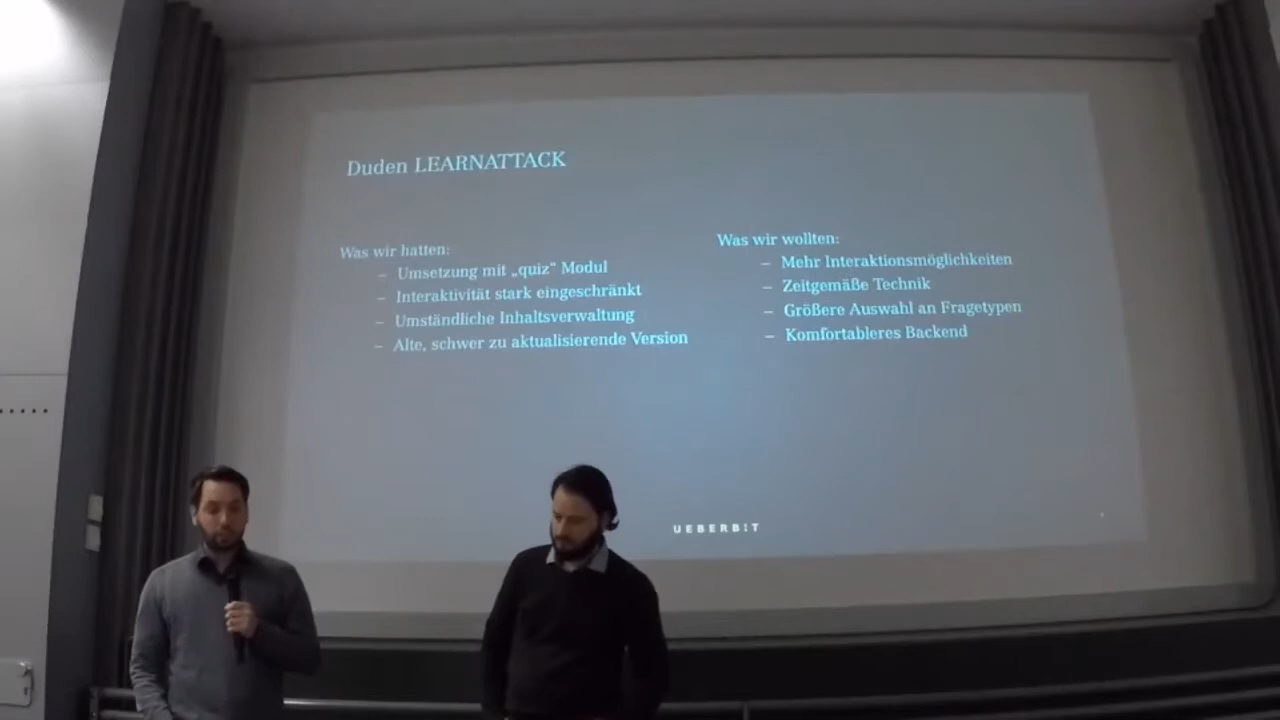 Duden LEARNATTACK
Was wir hatten:
– Umsetzung mit „quiz“ Modul
– Interaktivität stark eingeschränkt
– Umständliche Inhaltsverwaltung
– Alte, schwer zu aktualisierende Version
Was wir wollten:
– Mehr Interaktionsmöglichkeiten
– Zeitgemäße Technik
– Größere Auswahl an Fragetypen
– Komfortableres Backend
UEBERB!T